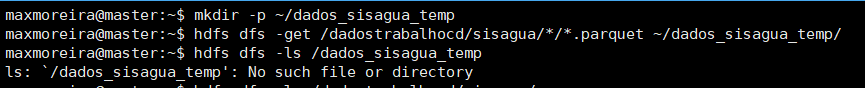 maxmoreira@master:~$ mkdir -p ~/dados_sisagua_temp
maxmoreira@master:~$ hdfs dfs -get /dadostrabalhocd/sisagua/*/*.parquet ~/dados_sisagua_temp/
maxmoreira@master:~$ hdfs dfs -ls /dados_sisagua_temp
ls: `/dados_sisagua_temp': No such file or directory